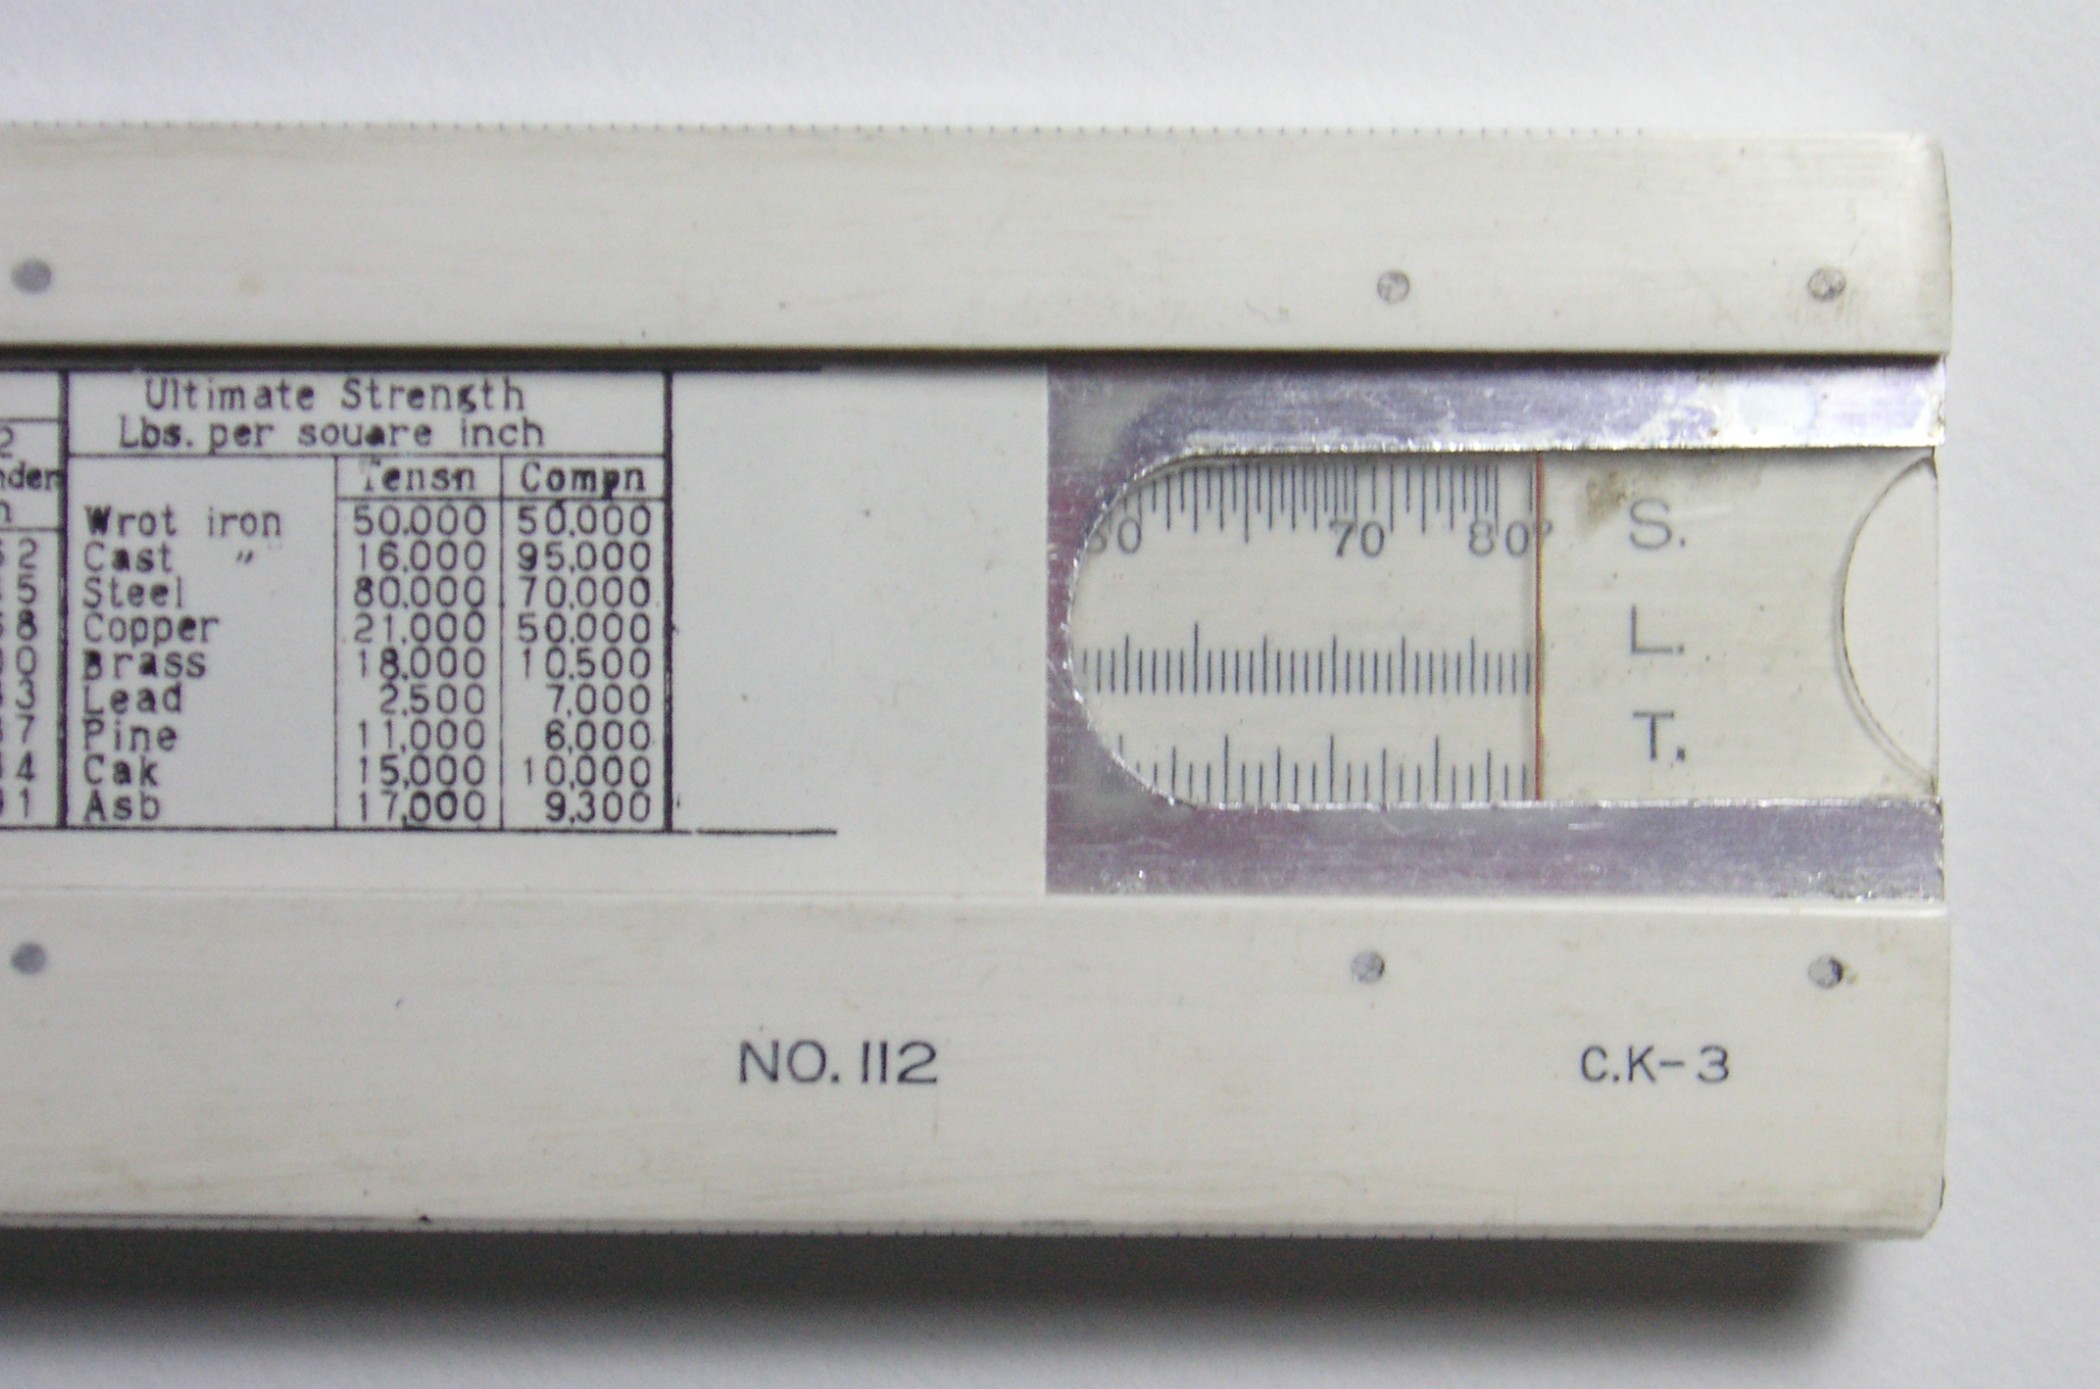 Ultimate Strength
Lbs. per souare inch
Tensn Compn
Wrot iron 50,000 50,000
Cast " 16,000 95,000
Steel 80,000 70,000
Copper 21,000 50,000
Brass 18,000 10,500
Lead 2,500 7,000
Pine 11,000 6,000
Cak 15,000 10,000
Asb 17,000 9,300
70 80°
S.
L.
T.
NO. 112
C.K-3